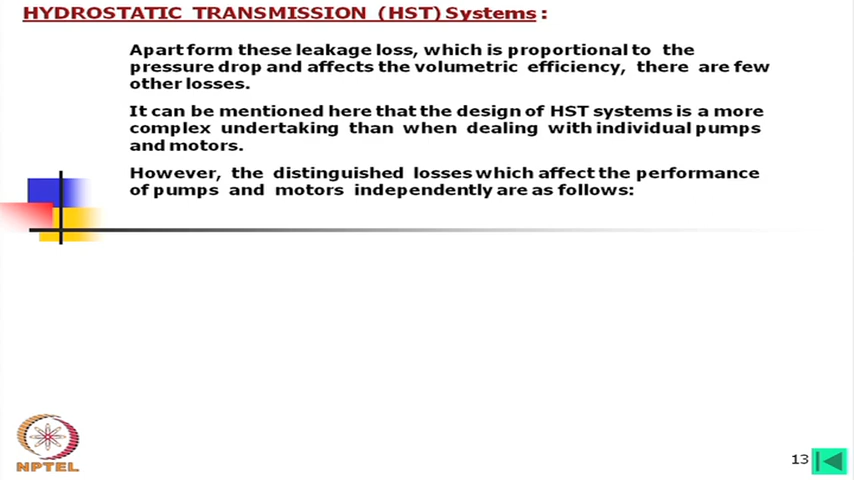 HYDROSTATIC TRANSMISSION (HST) Systems :
Apart form these leakage loss, which is proportional to the
pressure drop and affects the volumetric efficiency, there are few
other losses.
It can be mentioned here that the design of HST systems is a more
complex undertaking than when dealing with individual pumps
and motors.
However, the distinguished losses which affect the performance
of pumps and motors independently are as follows:
NPTEL
13